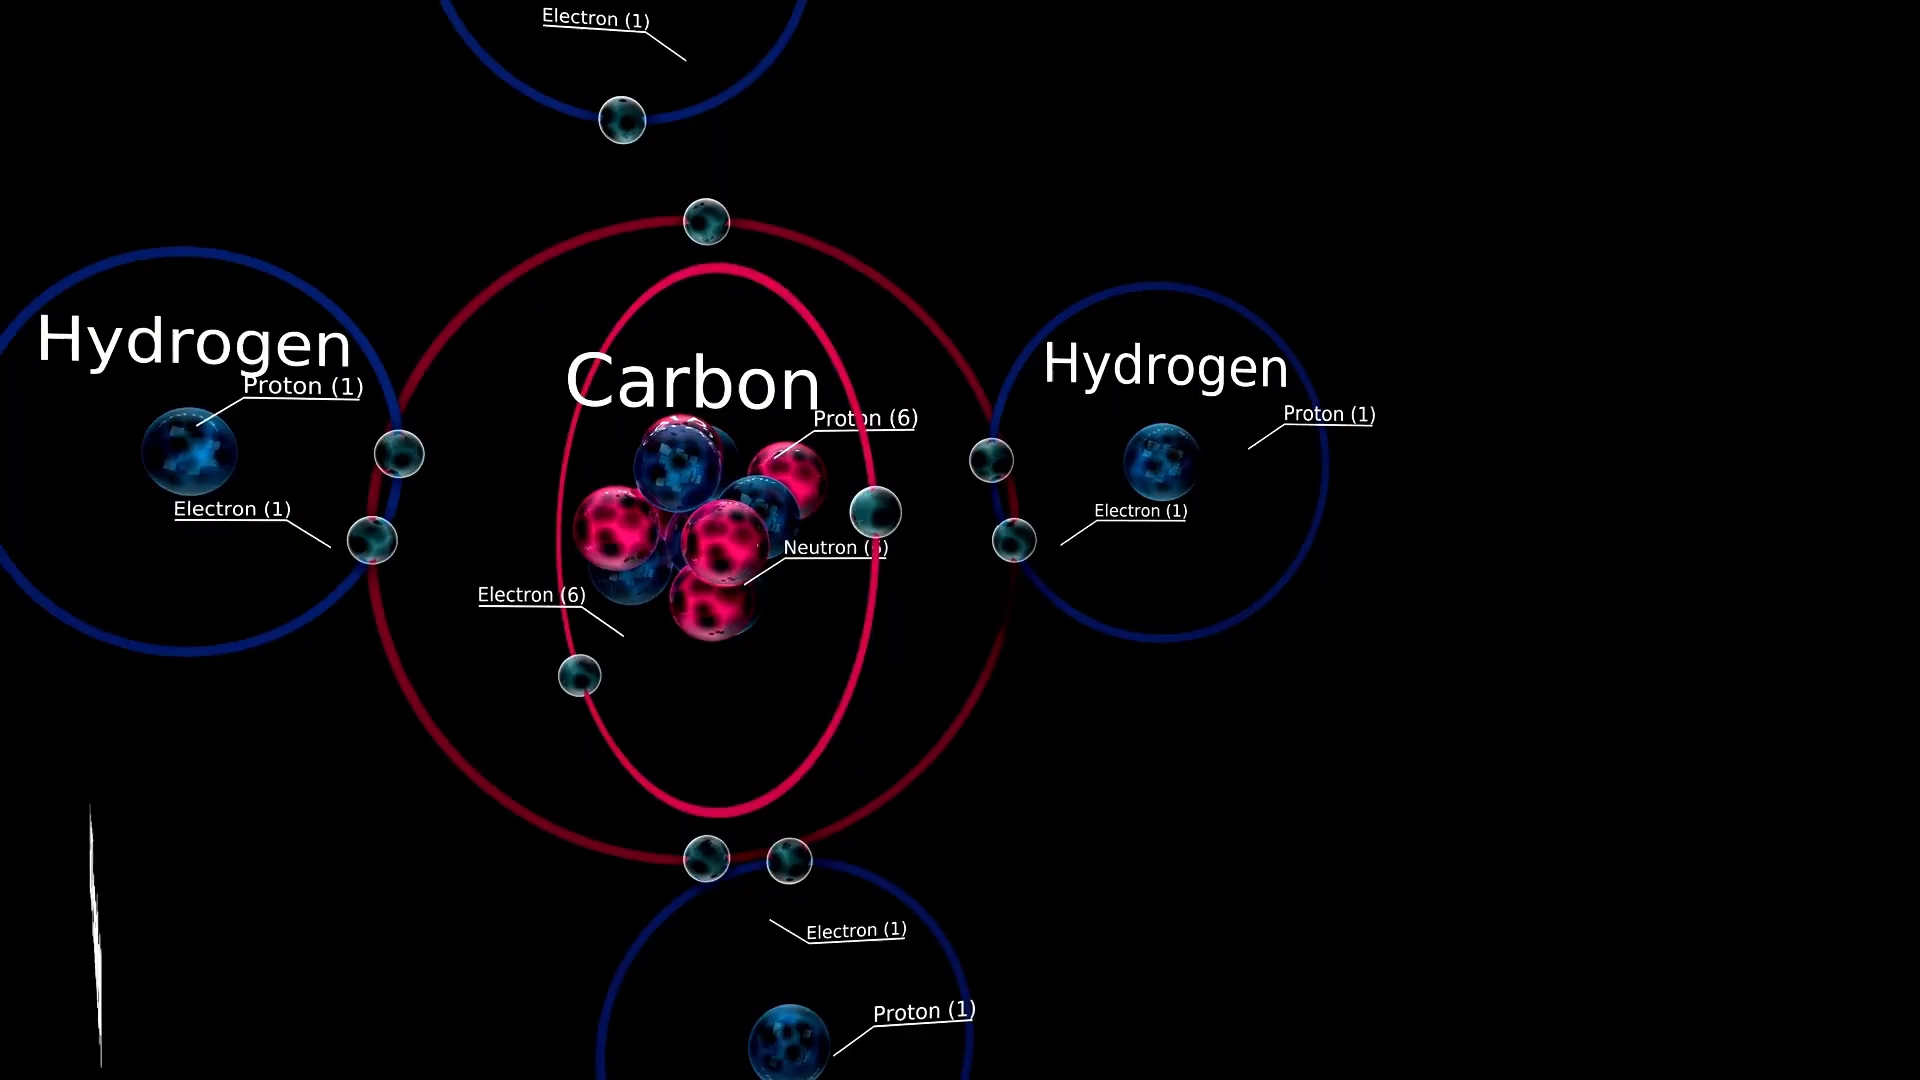 Electron (1)
Hydrogen
Proton (1)
Electron (1)
Carbon
Proton (6)
Neutron (6)
Electron (6)
Hydrogen
Proton (1)
Electron (1)
Electron (1)
Proton (1)